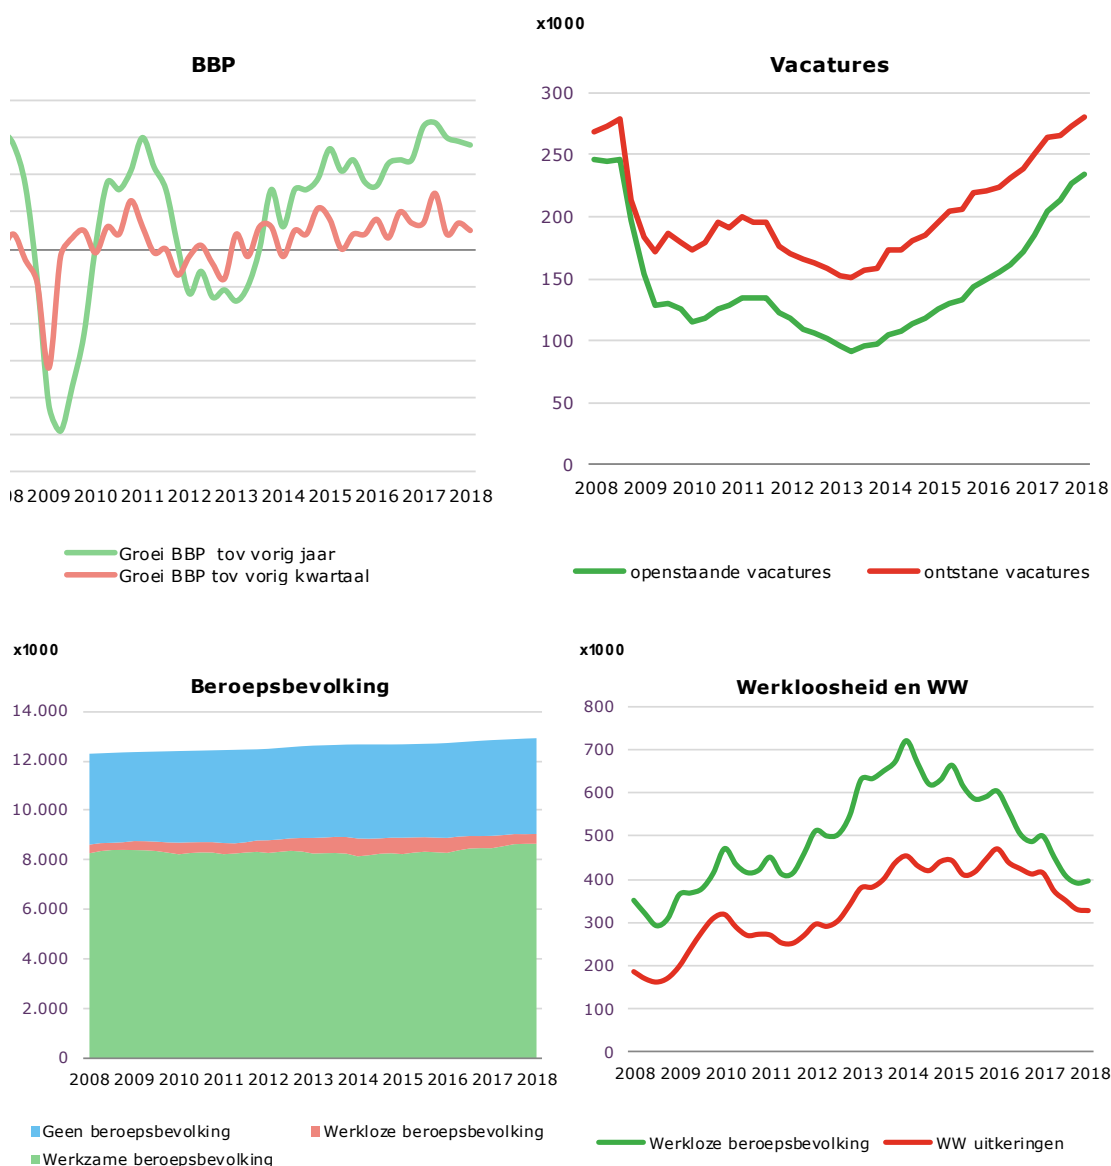 x1000
BBP
Vacatures
300
250
200
150
100
50
0
08 2009 2010 2011 2012 2013 2014 2015 2016 2017 2018
2008 2009 2010 2011 2012 2013 2014 2015 2016 2017 2018
Groei BBP tov vorig jaar
Groei BBP tov vorig kwartaal
openstaande vacatures
ontstane vacatures
x1000
Beroepsbevolking
14.000
12.000
10.000
8.000
6.000
4.000
2.000
0
2008 2009 2010 2011 2012 2013 2014 2015 2016 2017 2018
Geen beroepsbevolking
Werkloze beroepsbevolking
Werkzame beroepsbevolking
x1000
Werkloosheid en WW
800
700
600
500
400
300
200
100
0
2008 2009 2010 2011 2012 2013 2014 2015 2016 2017 2018
Werkloze beroepsbevolking
WW uitkeringen